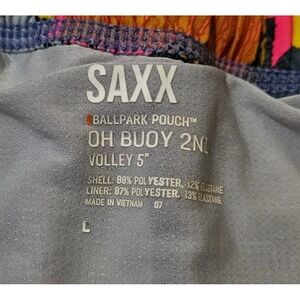 SAXX
BALLPARK POUCH™
OH BUOY 2N1
VOLLEY 5"
SHELL: 88% POLYESTER, 12% ELASTANE
LINER: 87% POLYESTER, 13% ELASTANE
MADE IN VIETNAM 07
L